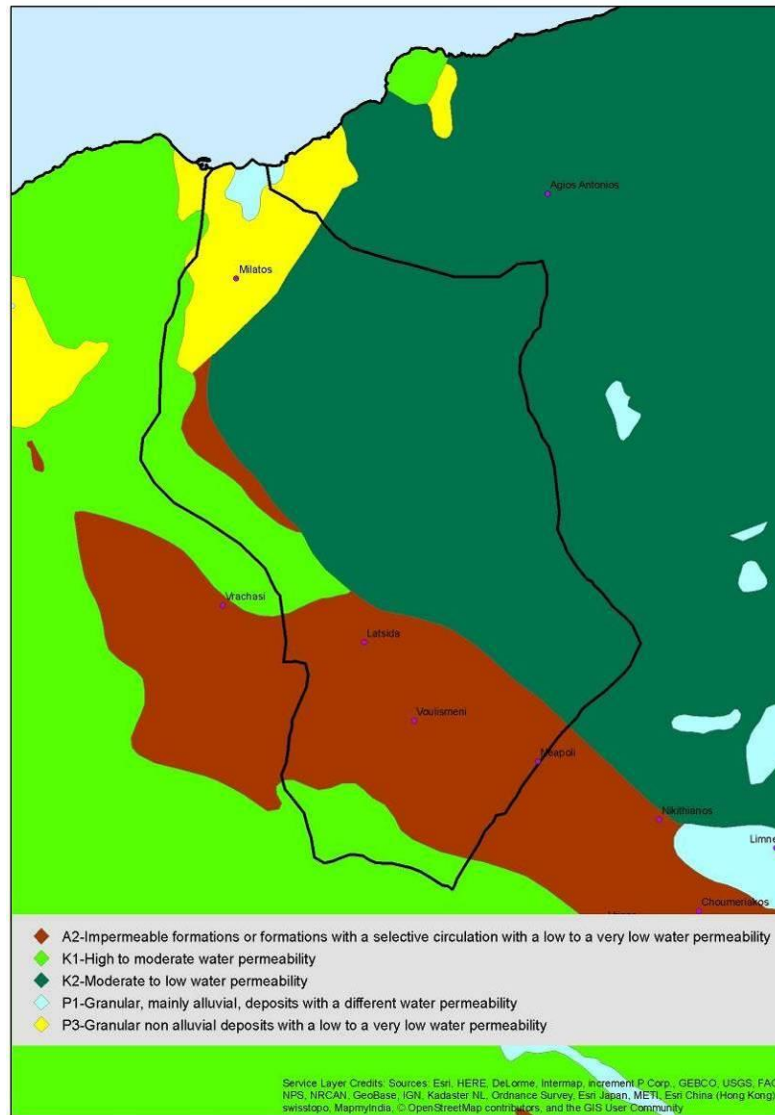 Agios Antonios
Milatos
Vrachasi
Latsida
Voulismeni
Neapoli
Nikithianos
Limne
Choumeriakos
A2-Impermeable formations or formations with a selective circulation with a low to a very low water permeability
K1-High to moderate water permeability
K2-Moderate to low water permeability
P1-Granular, mainly alluvial, deposits with a different water permeability
P3-Granular non alluvial deposits with a low to a very low water permeability
Service Layer Credits: Sources: Esri, HERE, DeLorme, Intermap, increment P Corp., GEBCO, USGS, FAO
NPS, NRCAN, GeoBase, IGN, Kadaster NL, Ordnance Survey, Esri Japan, METI, Esri China (Hong Kong)
swisstopo, MapmyIndia, © OpenStreetMap contributors, and the GIS User Community